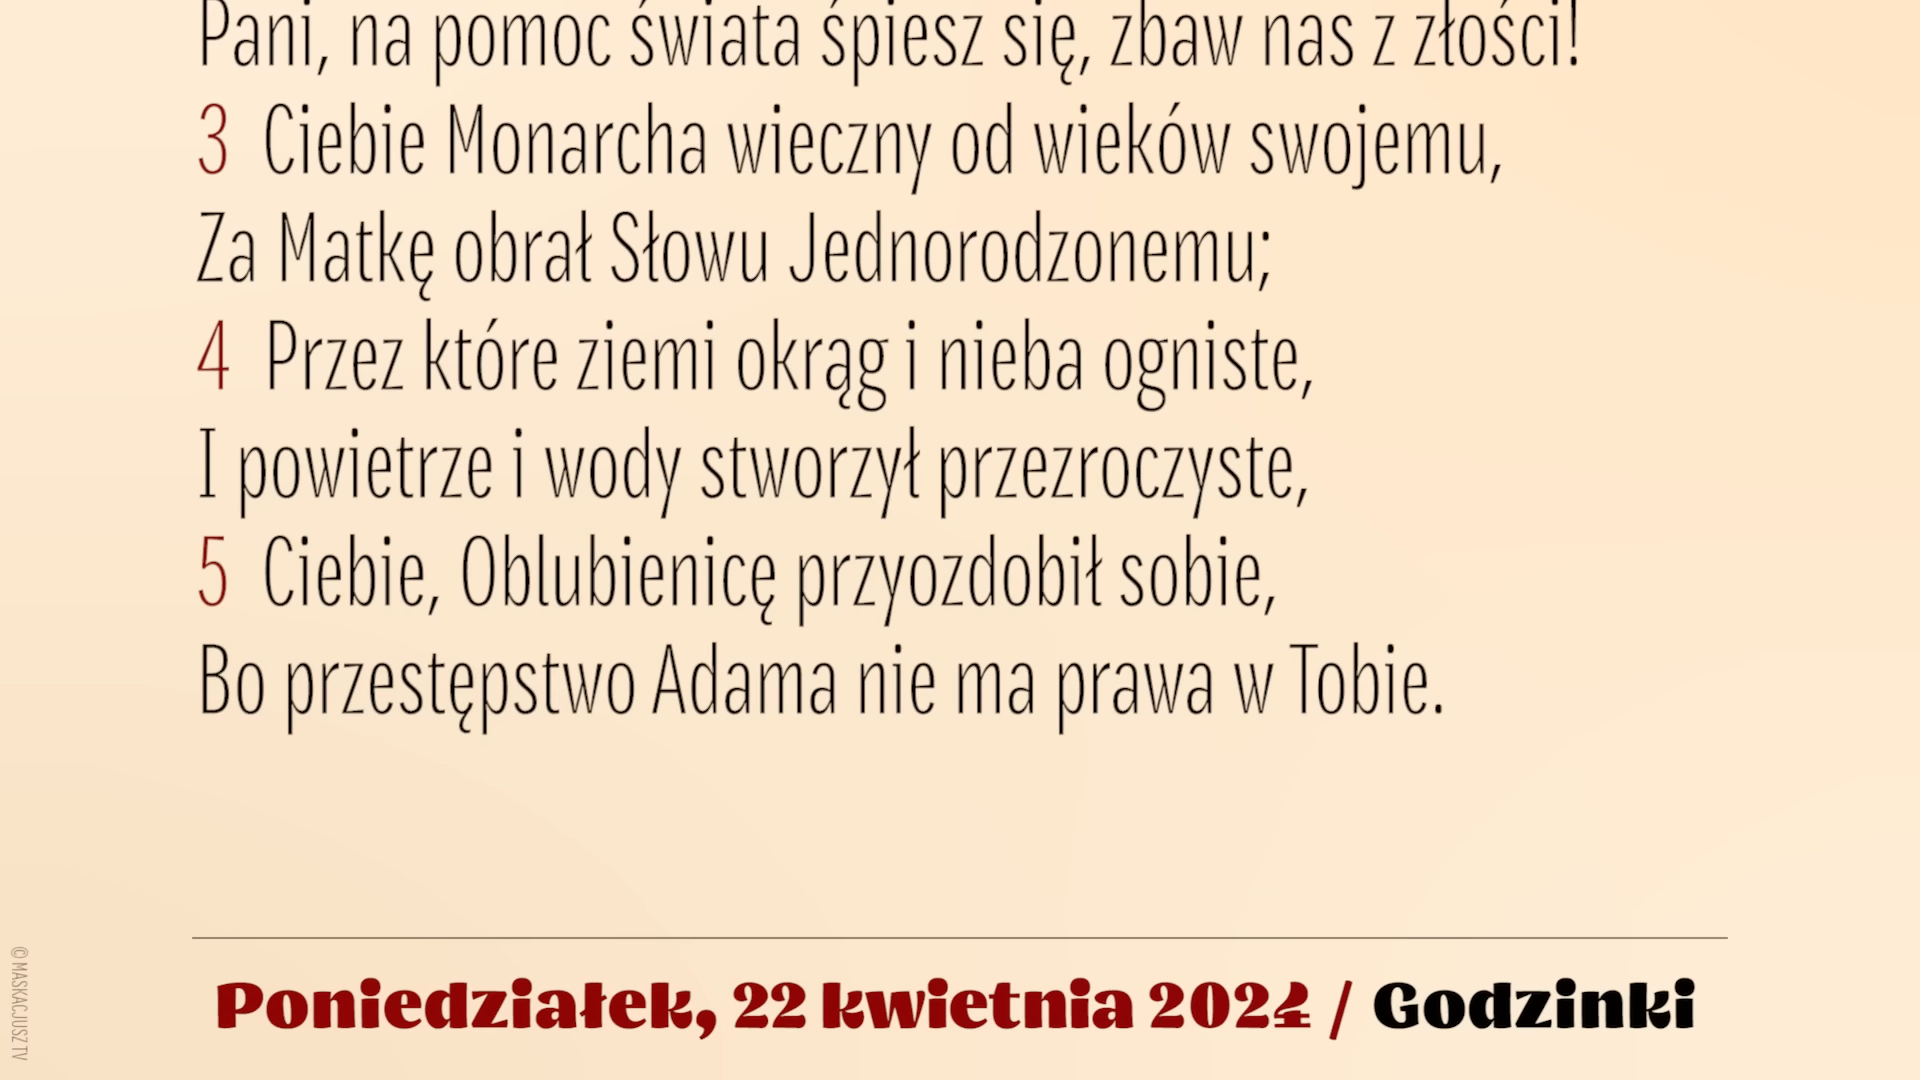 Pani, na pomoc świata śpiesz się, zbaw nas z złości!
3 Ciebie Monarcha wieczny od wieków swojemu,
Za Matkę obrał Słowu Jednorodzonemu;
4 Przez które ziemi okrąg i nieba ogniste,
I powietrze i wody stworzył przezroczyste,
5 Ciebie, Oblubienicę przyozdobił sobie,
Bo przestępstwo Adama nie ma prawa w Tobie.
Poniedziałek, 22 kwietnia 2024 / Godzinki
© MASKACJUSZ TV